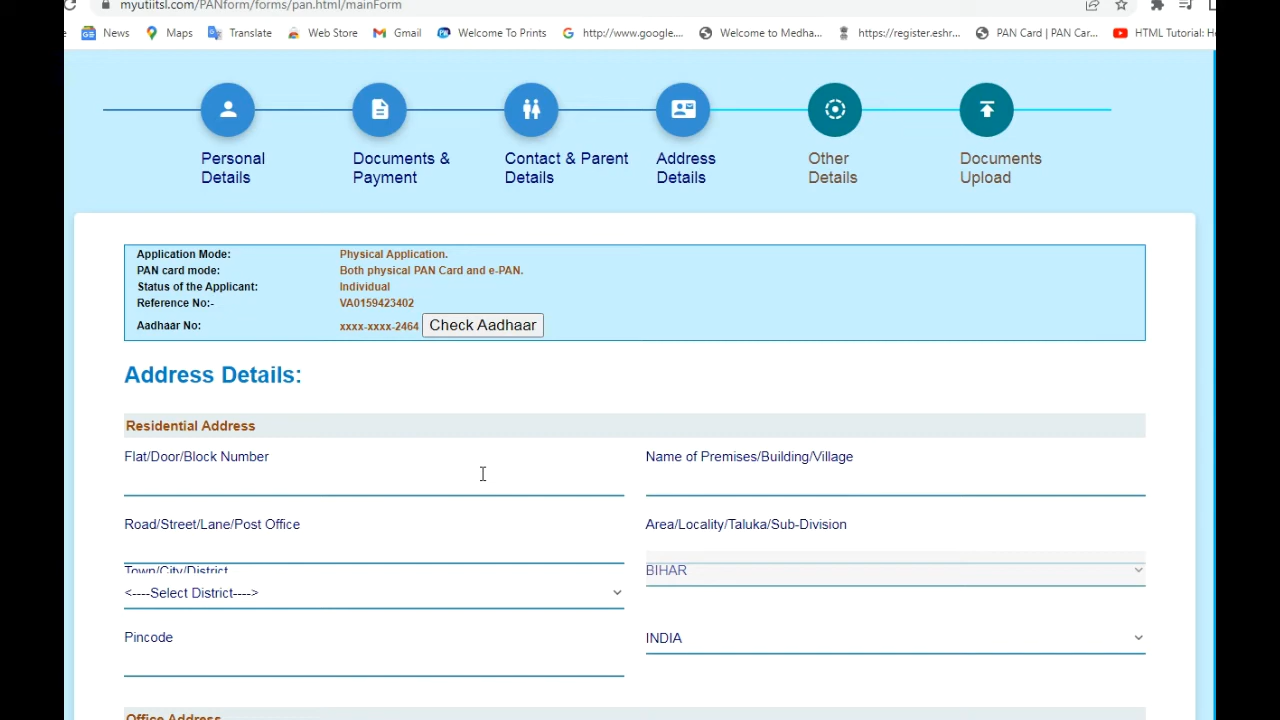 myutiitsl.com/PANform/forms/pan.html/mainForm
News Maps Translate Web Store Gmail Welcome To Prints http://www.google.... Welcome to Medha... https://register.eshr... PAN Card | PAN Car... HTML Tutorial: H
Personal Details
Documents & Payment
Contact & Parent Details
Address Details
Other Details
Documents Upload
Application Mode: Physical Application.
PAN card mode: Both physical PAN Card and e-PAN.
Status of the Applicant: Individual
Reference No:- VA0159423402
Aadhaar No: xxxx-xxxx-2464 Check Aadhaar
Address Details:
Residential Address
Flat/Door/Block Number Name of Premises/Building/Village
Road/Street/Lane/Post Office Area/Locality/Taluka/Sub-Division
Town/City/District BIHAR
<----Select District---->
Pincode INDIA
Office Address